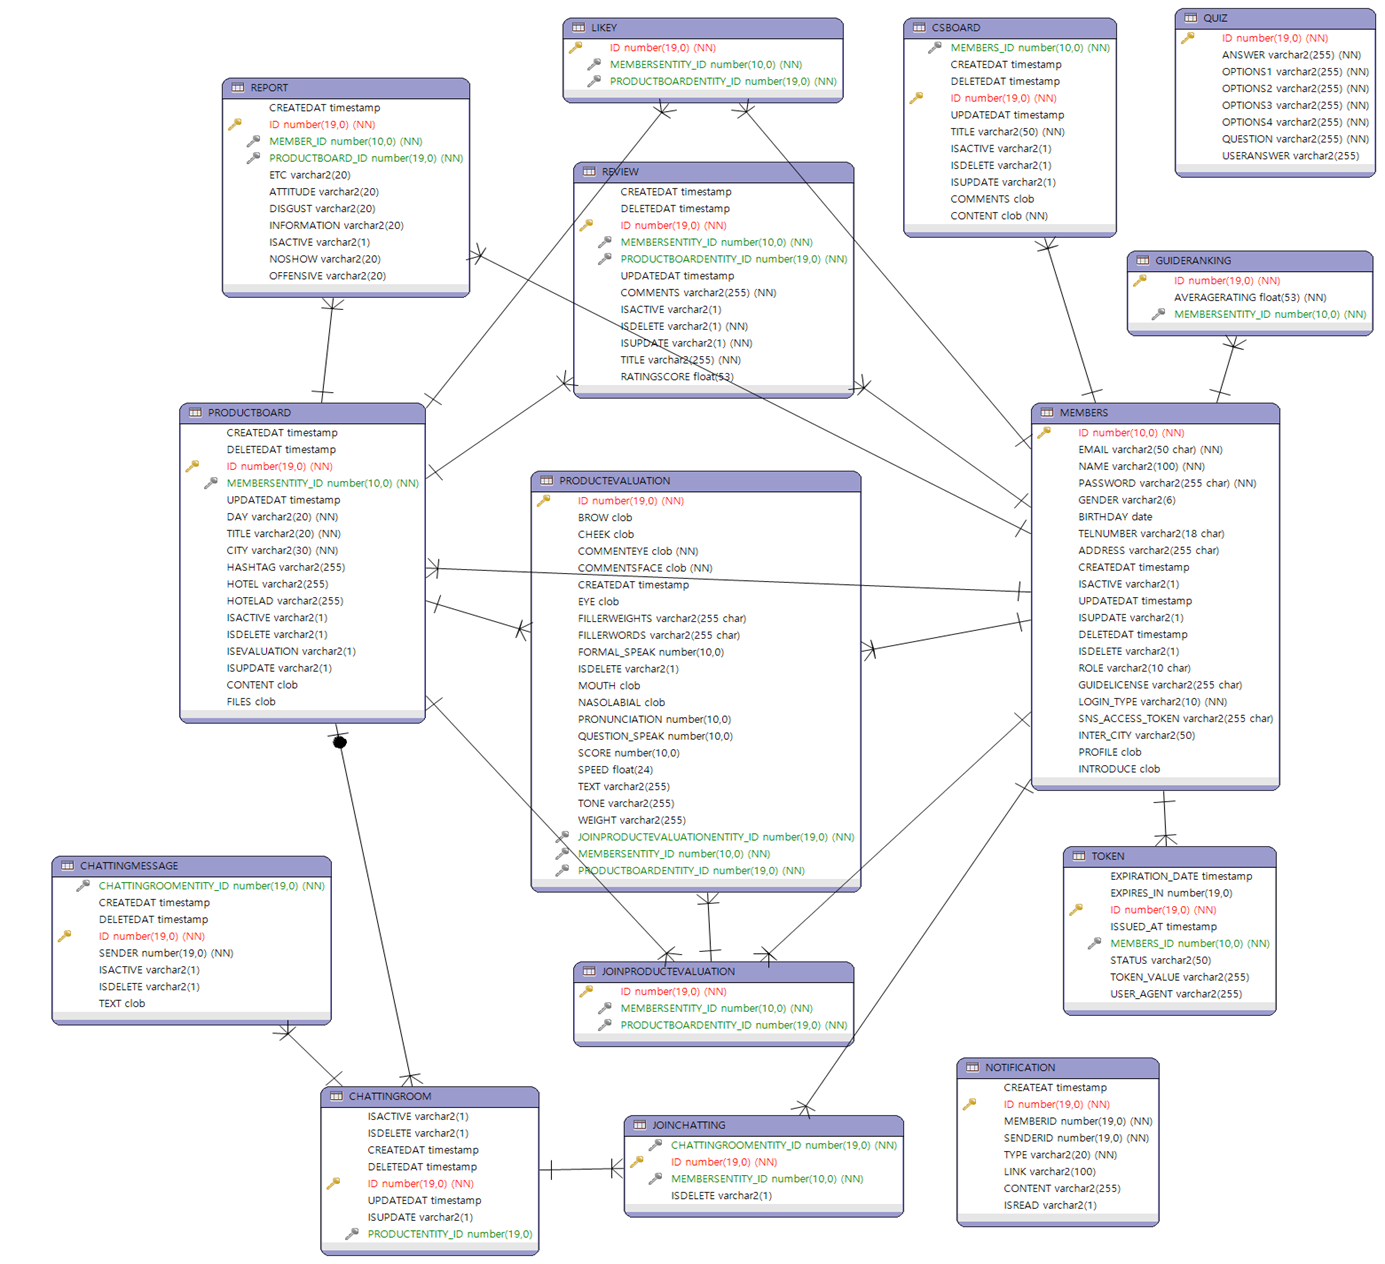 LIKEY
ID number(19,0) (NN)
MEMBERSENTITY_ID number(10,0) (NN)
PRODUCTBOARDENTITY_ID number(19,0) (NN)
CSBOARD
MEMBERS_ID number(10,0) (NN)
CREATEDAT timestamp
DELETEDAT timestamp
ID number(19,0) (NN)
UPDATEDAT timestamp
TITLE varchar2(50) (NN)
ISACTIVE varchar2(1)
ISDELETE varchar2(1)
ISUPDATE varchar2(1)
COMMENTS clob
CONTENT clob (NN)
QUIZ
ID number(19,0) (NN)
ANSWER varchar2(255) (NN)
OPTIONS1 varchar2(255) (NN)
OPTIONS2 varchar2(255) (NN)
OPTIONS3 varchar2(255) (NN)
OPTIONS4 varchar2(255) (NN)
QUESTION varchar2(255) (NN)
USERANSWER varchar2(255)
REPORT
CREATEDAT timestamp
ID number(19,0) (NN)
MEMBER_ID number(10,0) (NN)
PRODUCTBOARD_ID number(19,0) (NN)
ETC varchar2(20)
ATTITUDE varchar2(20)
DISGUST varchar2(20)
INFORMATION varchar2(20)
ISACTIVE varchar2(1)
NOSHOW varchar2(20)
OFFENSIVE varchar2(20)
REVIEW
CREATEDAT timestamp
DELETEDAT timestamp
ID number(19,0) (NN)
MEMBERSENTITY_ID number(10,0) (NN)
PRODUCTBOARDENTITY_ID number(19,0) (NN)
UPDATEDAT timestamp
COMMENTS varchar2(255) (NN)
ISACTIVE varchar2(1)
ISDELETE varchar2(1) (NN)
ISUPDATE varchar2(1) (NN)
TITLE varchar2(255) (NN)
RATINGSCORE float(53)
GUIDERANKING
ID number(19,0) (NN)
AVERAGERATING float(53) (NN)
MEMBERSENTITY_ID number(10,0) (NN)
PRODUCTBOARD
CREATEDAT timestamp
DELETEDAT timestamp
ID number(19,0) (NN)
MEMBERSENTITY_ID number(10,0) (NN)
UPDATEDAT timestamp
DAY varchar2(20) (NN)
TITLE varchar2(20) (NN)
CITY varchar2(30) (NN)
HASHTAG varchar2(255)
HOTEL varchar2(255)
HOTELAD varchar2(255)
ISACTIVE varchar2(1)
ISDELETE varchar2(1)
ISEVALUATION varchar2(1)
ISUPDATE varchar2(1)
CONTENT clob
FILES clob
MEMBERS
ID number(10,0) (NN)
EMAIL varchar2(50 char) (NN)
NAME varchar2(100) (NN)
PASSWORD varchar2(255 char) (NN)
GENDER varchar2(6)
BIRTHDAY date
TELNUMBER varchar2(18 char)
ADDRESS varchar2(255 char)
CREATEDAT timestamp
ISACTIVE varchar2(1)
UPDATEDAT timestamp
ISUPDATE varchar2(1)
DELETEDAT timestamp
ISDELETE varchar2(1)
ROLE varchar2(10 char)
GUIDELICENSE varchar2(255 char)
LOGIN_TYPE varchar2(10) (NN)
SNS_ACCESS_TOKEN varchar2(255 char)
INTER_CITY varchar2(50)
PROFILE clob
INTRODUCE clob
PRODUCTEVALUATION
ID number(19,0) (NN)
BROW clob
CHEEK clob
COMMENTEYE clob (NN)
COMMENTSFACE clob (NN)
CREATEDAT timestamp
EYE clob
FILLERWEIGHTS varchar2(255 char)
FILLERWORDS varchar2(255 char)
FORMAL_SPEAK number(10,0)
ISDELETE varchar2(1)
MOUTH clob
NASOLABIAL clob
PRONUNCIATION number(10,0)
QUESTION_SPEAK number(10,0)
SCORE number(10,0)
SPEED float(24)
TEXT varchar2(255)
TONE varchar2(255)
WEIGHT varchar2(255)
JOINPRODUCTEVALUATIONENTITY_ID number(19,0) (NN)
MEMBERSENTITY_ID number(10,0) (NN)
PRODUCTBOARDENTITY_ID number(19,0) (NN)
CHATTINGMESSAGE
CHATTINGROOMENTITY_ID number(19,0) (NN)
CREATEDAT timestamp
DELETEDAT timestamp
ID number(19,0) (NN)
SENDER number(19,0) (NN)
ISACTIVE varchar2(1)
ISDELETE varchar2(1)
TEXT clob
TOKEN
EXPIRATION_DATE timestamp
EXPIRES_IN number(19,0)
ID number(19,0) (NN)
ISSUED_AT timestamp
MEMBERS_ID number(10,0) (NN)
STATUS varchar2(50)
TOKEN_VALUE varchar2(255)
USER_AGENT varchar2(255)
JOINPRODUCTEVALUATION
ID number(19,0) (NN)
MEMBERSENTITY_ID number(10,0) (NN)
PRODUCTBOARDENTITY_ID number(19,0) (NN)
NOTIFICATION
CREATEAT timestamp
ID number(19,0) (NN)
MEMBERID number(19,0) (NN)
SENDERID number(19,0) (NN)
TYPE varchar2(20) (NN)
LINK varchar2(100)
CONTENT varchar2(255)
ISREAD varchar2(1)
CHATTINGROOM
ISACTIVE varchar2(1)
ISDELETE varchar2(1)
CREATEDAT timestamp
DELETEDAT timestamp
ID number(19,0) (NN)
UPDATEDAT timestamp
ISUPDATE varchar2(1)
PRODUCTENTITY_ID number(19,0)
JOINCHATTING
CHATTINGROOMENTITY_ID number(19,0) (NN)
ID number(19,0) (NN)
MEMBERSENTITY_ID number(10,0) (NN)
ISDELETE varchar2(1)